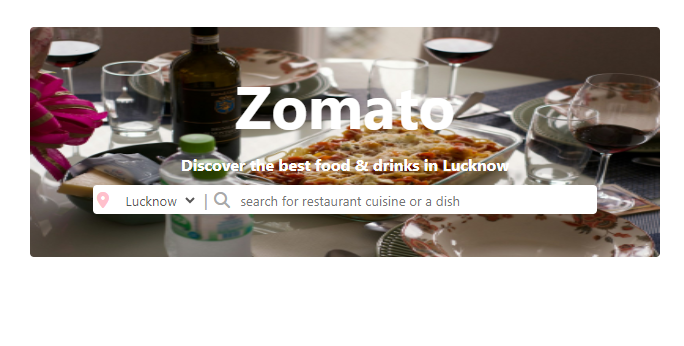 Zomato
Discover the best food & drinks in Lucknow
Lucknow | search for restaurant cuisine or a dish